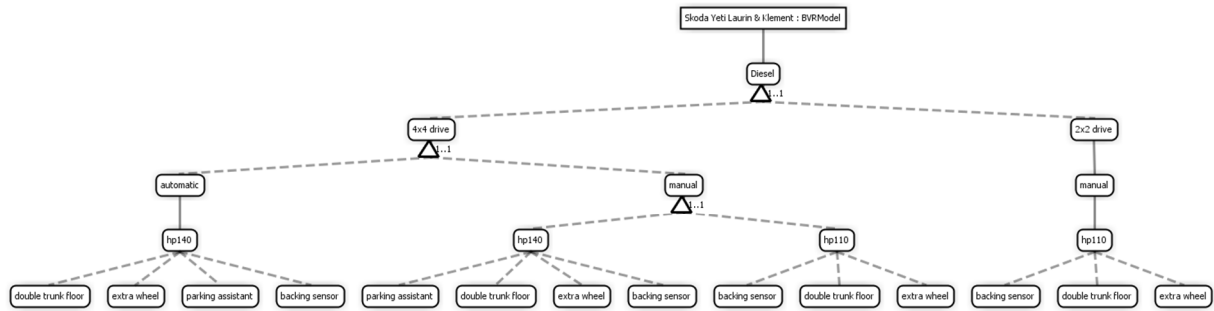 Skoda Yeti Laurin & Klement : BVRModel
Diesel
1..1
4x4 drive
2x2 drive
1..1
automatic
manual
manual
1..1
hp140
hp140
hp110
hp110
double trunk floor
extra wheel
parking assistant
backing sensor
parking assistant
double trunk floor
extra wheel
backing sensor
backing sensor
double trunk floor
extra wheel
backing sensor
double trunk floor
extra wheel